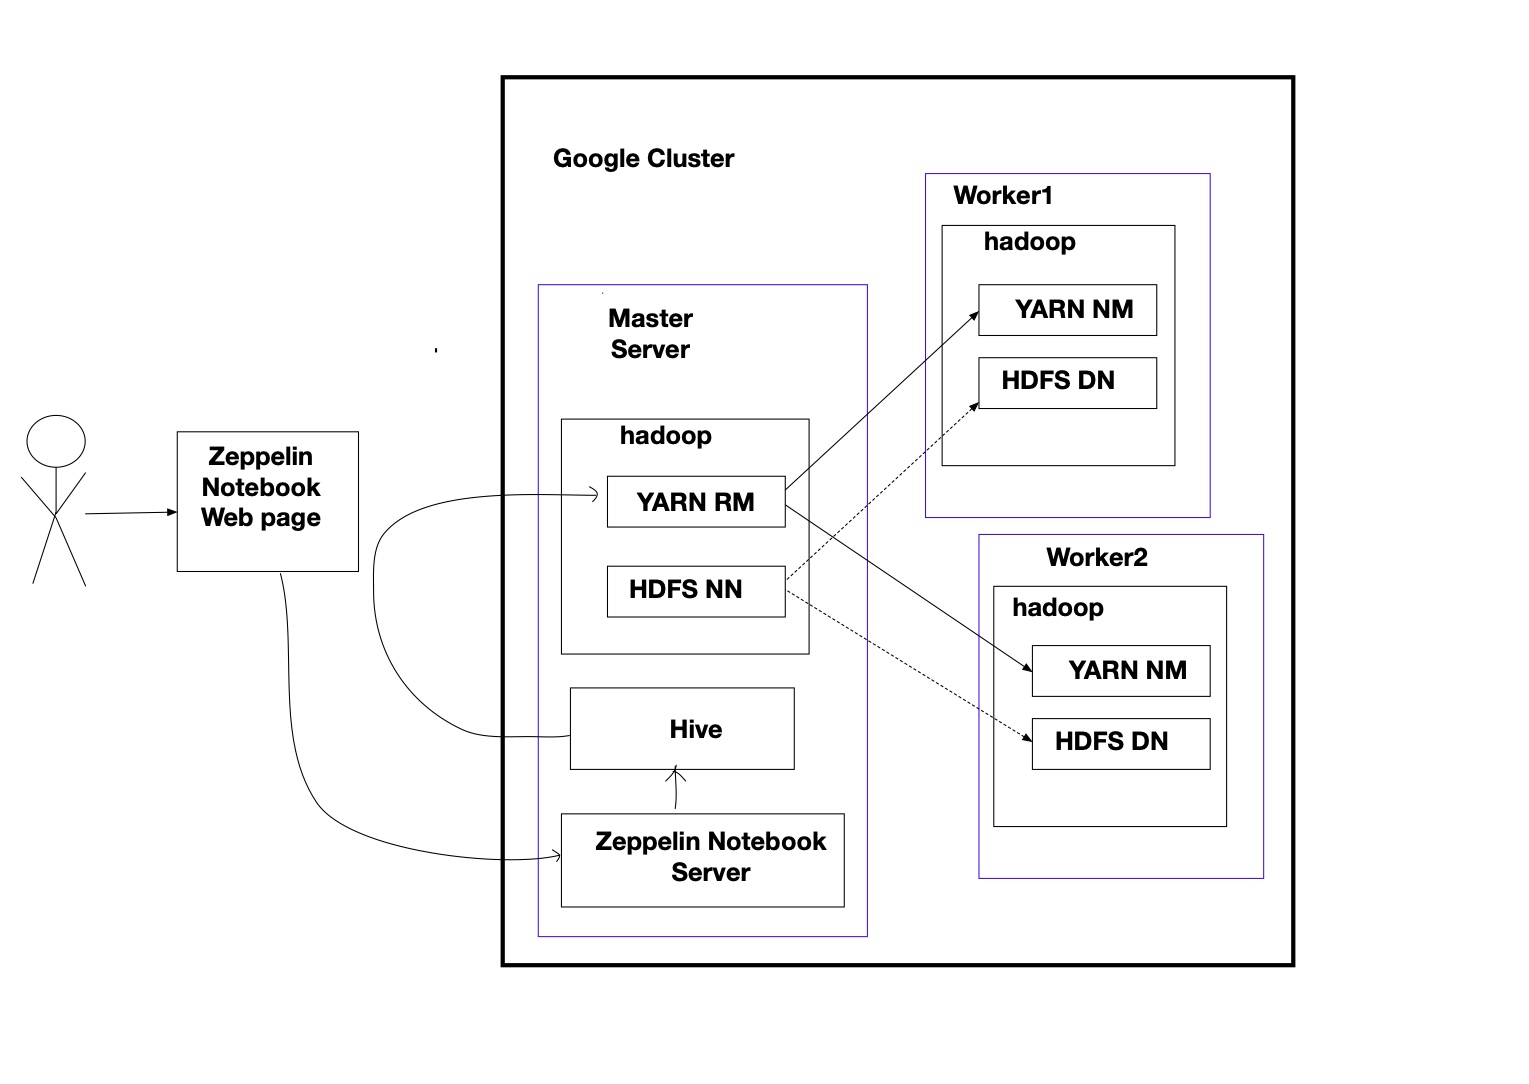 Google Cluster
Zeppelin
Notebook
Web page
Master
Server
hadoop
YARN RM
HDFS NN
Hive
Zeppelin Notebook
Server
Worker1
hadoop
YARN NM
HDFS DN
Worker2
hadoop
YARN NM
HDFS DN